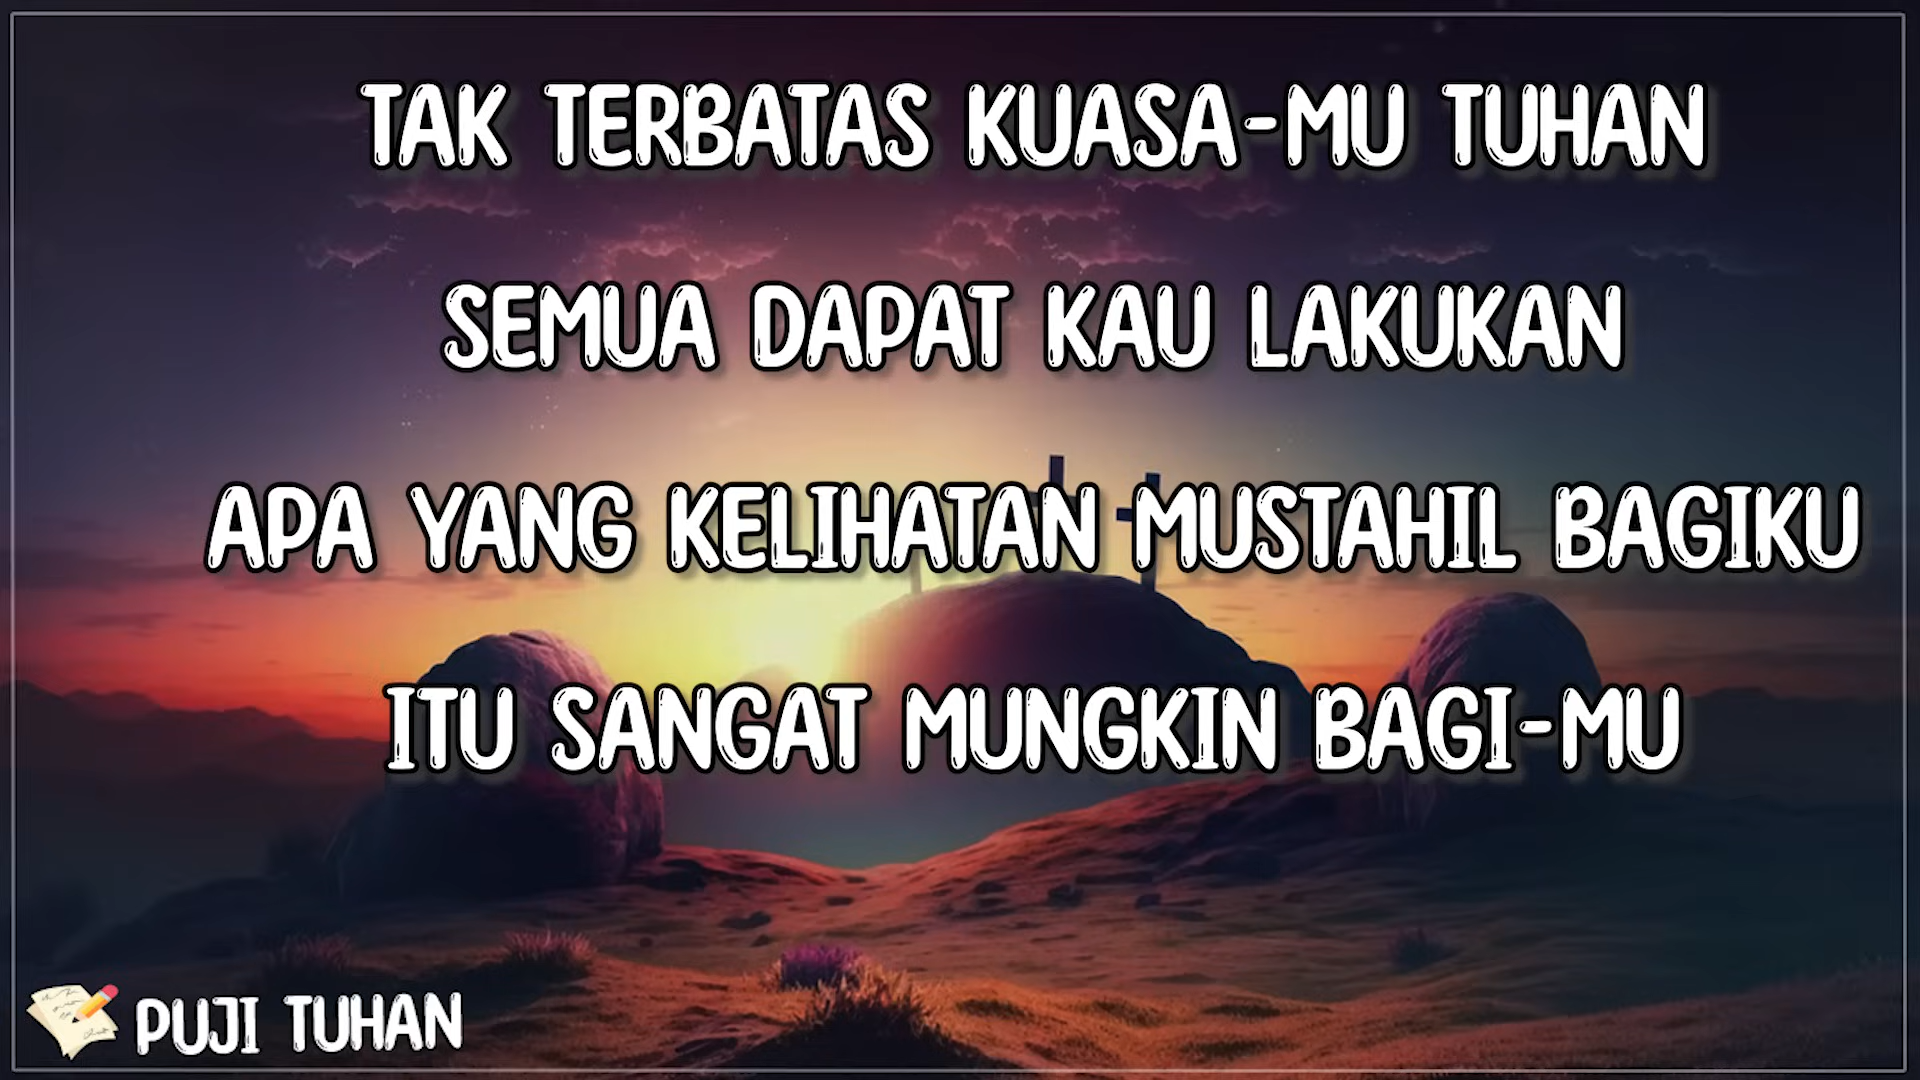 TAK TERBATAS KUASA-MU TUHAN
SEMUA DAPAT KAU LAKUKAN
APA YANG KELIHATAN MUSTAHIL BAGIKU
ITU SANGAT MUNGKIN BAGI-MU
PUJI TUHAN